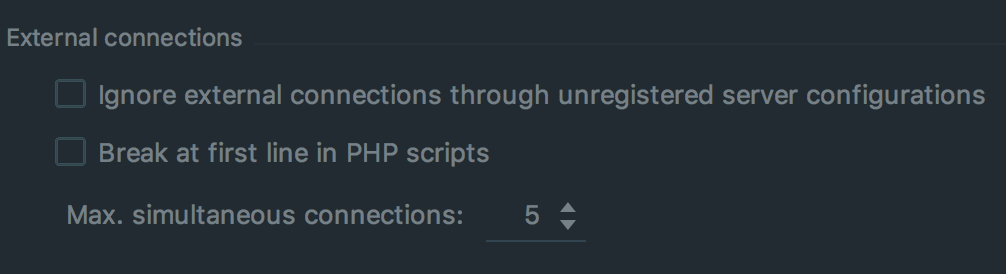 External connections
Ignore external connections through unregistered server configurations
Break at first line in PHP scripts
Max. simultaneous connections: 5